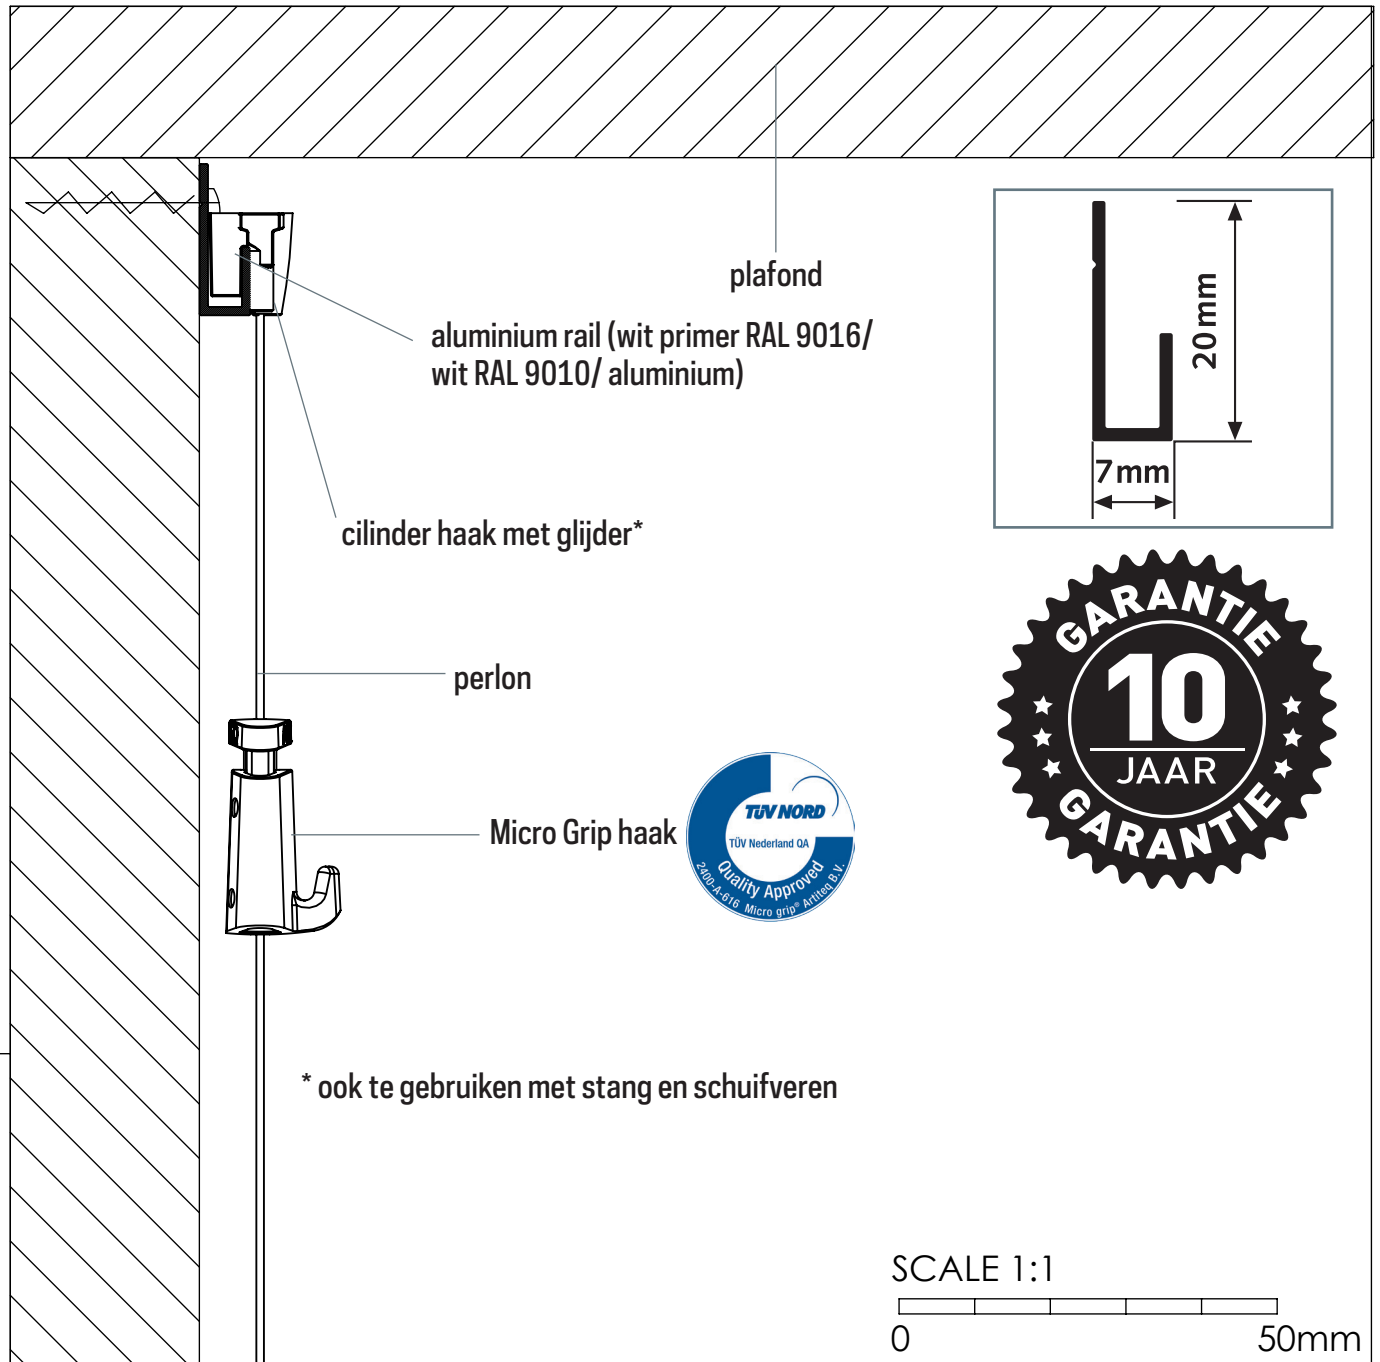 plafond
aluminium rail (wit primer RAL 9016/
wit RAL 9010/ aluminium)
20mm
7mm
cilinder haak met glijder*
GARANTIE
10
JAAR
GARANTIE
perlon
Micro Grip haak
TÜV NORD
TÜV Nederland QA
Quality Approved
2400-A-616 Micro grip® Artiteq B.V.
* ook te gebruiken met stang en schuifveren
SCALE 1:1
0 50mm